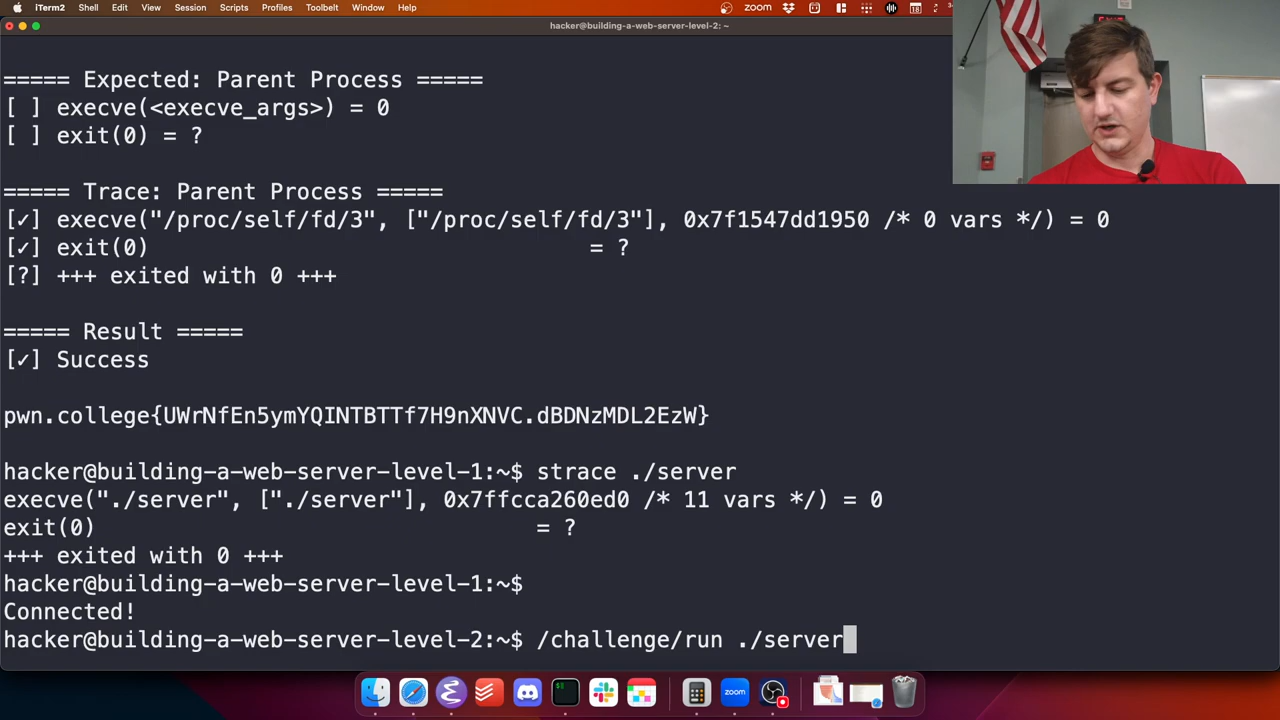 iTerm2 Shell Edit View Session Scripts Profiles Toolbelt Window Help zoom 18
hacker@building-a-web-server-level-2: ~
===== Expected: Parent Process =====
[ ] execve(<execve_args>) = 0
[ ] exit(0) = ?
===== Trace: Parent Process =====
[✓] execve("/proc/self/fd/3", ["/proc/self/fd/3"], 0x7f1547dd1950 /* 0 vars */) = 0
[✓] exit(0) = ?
[?] +++ exited with 0 +++
===== Result =====
[✓] Success
pwn.college{UWrNfEn5ymYQINTBTTf7H9nXNVC.dBDNzMDL2EzW}
hacker@building-a-web-server-level-1:~$ strace ./server
execve("./server", ["./server"], 0x7ffcca260ed0 /* 11 vars */) = 0
exit(0) = ?
+++ exited with 0 +++
hacker@building-a-web-server-level-1:~$
Connected!
hacker@building-a-web-server-level-2:~$ /challenge/run ./server
zoom